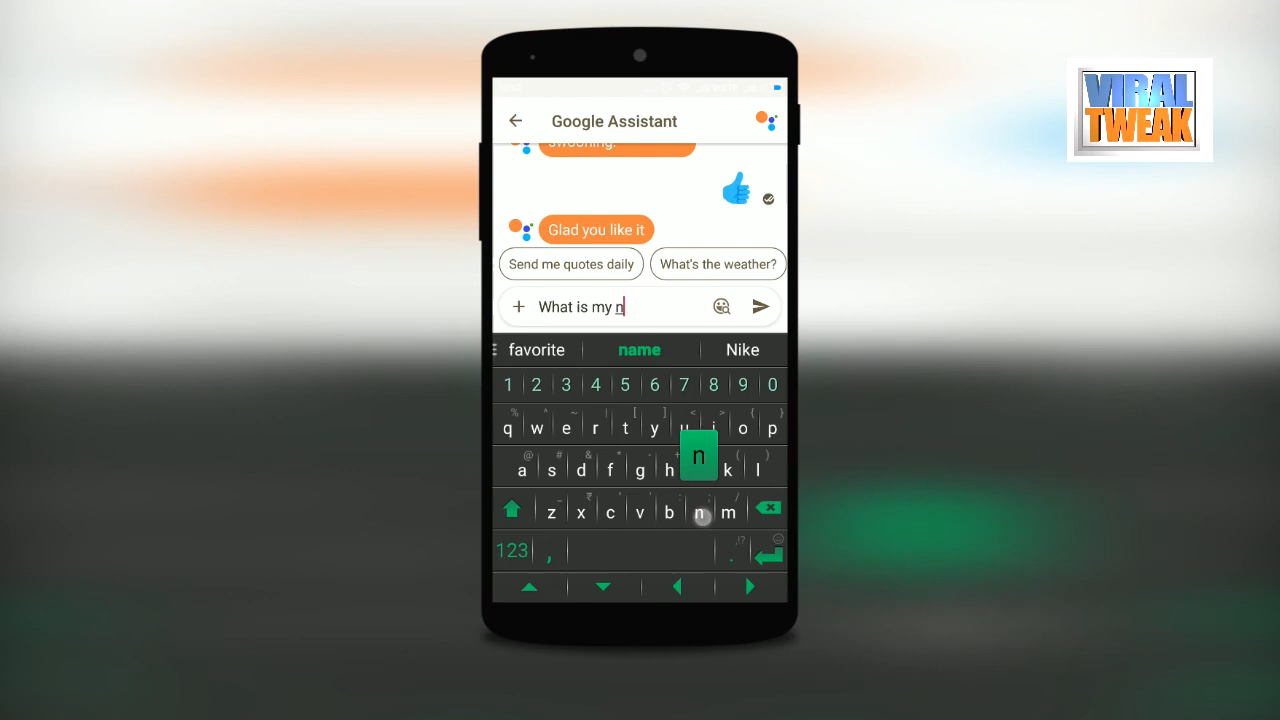 VIRAL
TWEAK
Google Assistant
swooning.
Glad you like it
Send me quotes daily
What's the weather?
What is my n
favorite name Nike
1 2 3 4 5 6 7 8 9 0
% ^ ~ | [ ] < > { }
q w e r t y u i o p
n
@ # & * - + ( )
a s d f g h k l
_ ₹ " ' : ; /
z x c v b n m
123 , . ,!?